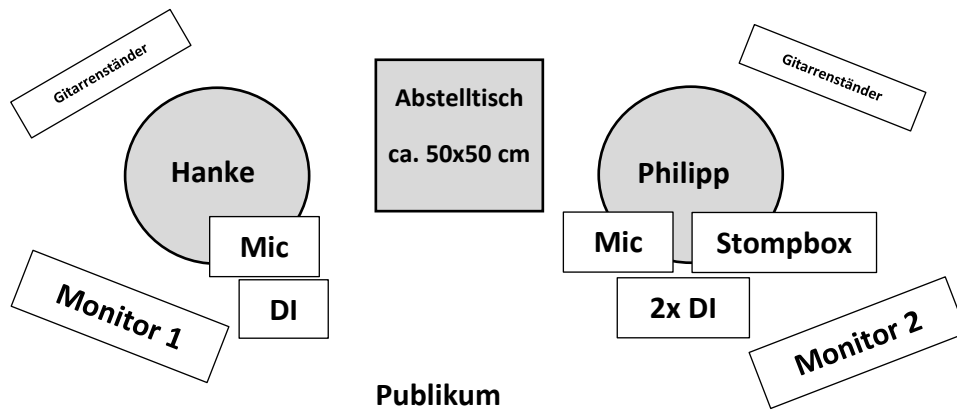 Gitarrenständer
Gitarrenständer
Abstelltisch
ca. 50x50 cm
Hanke
Philipp
Mic
Mic
Stompbox
DI
2x DI
Monitor 1
Monitor 2
Publikum